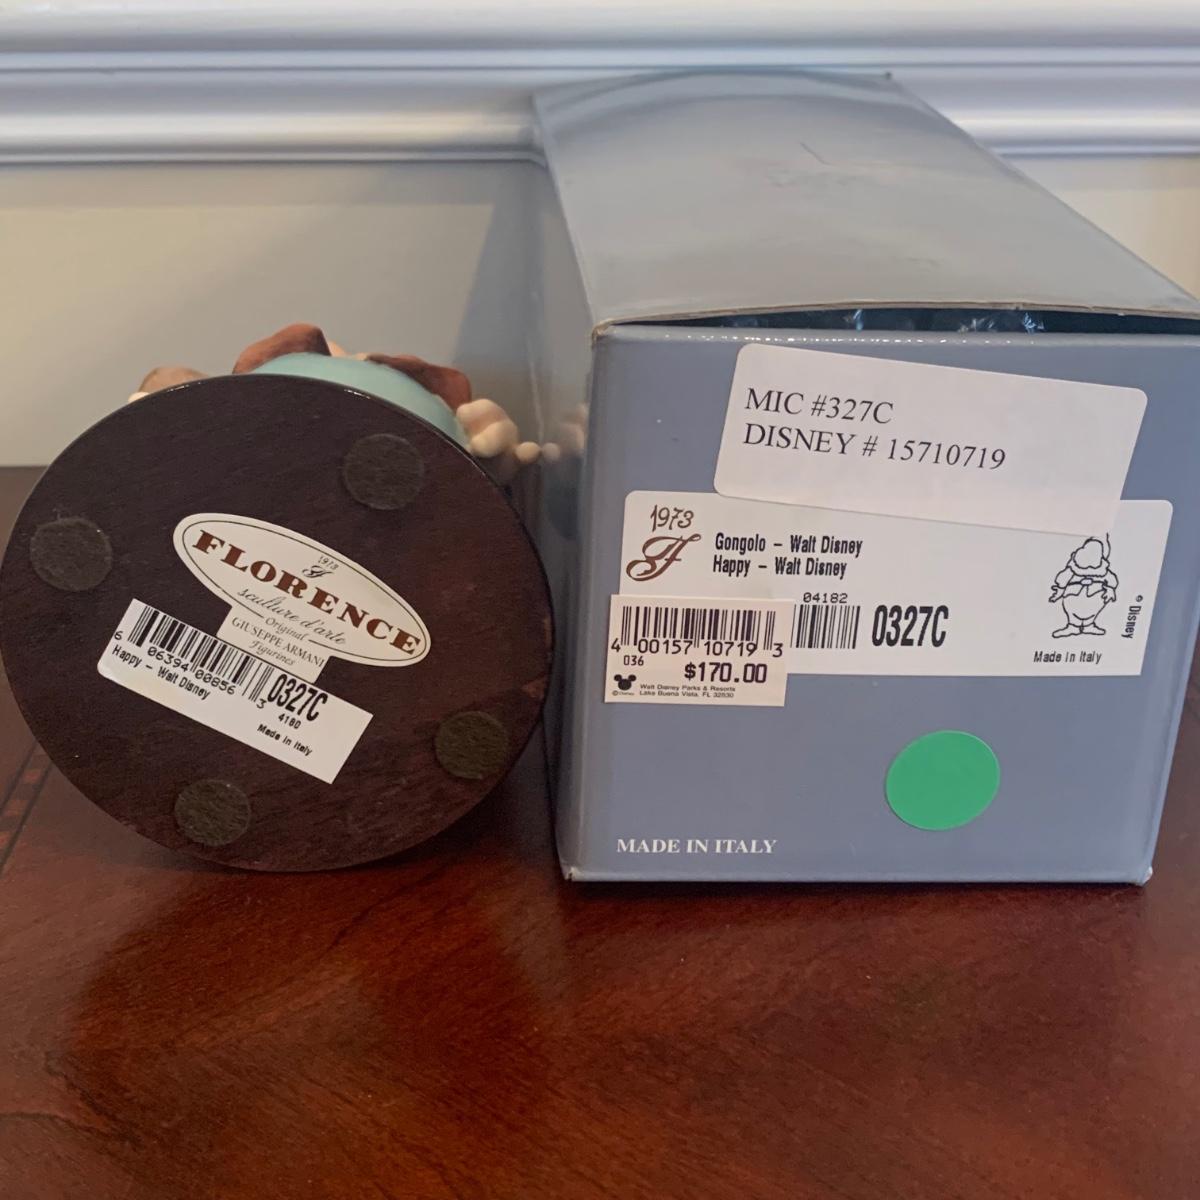 MIC #327C
DISNEY # 15710719
1973
Gongolo - Walt Disney
Happy - Walt Disney
04182
0327C
© Disney
Made in Italy
4 00157 10719 3
036
$170.00
© Disney
Walt Disney Parks & Resorts
Lake Buena Vista, FL 32830
MADE IN ITALY
1973
FLORENCE
sculture d'arte
Original
GIUSEPPE ARMANI
Figurines
6 06394 00856 3
0327C
Happy - Walt Disney
4180
Made in Italy